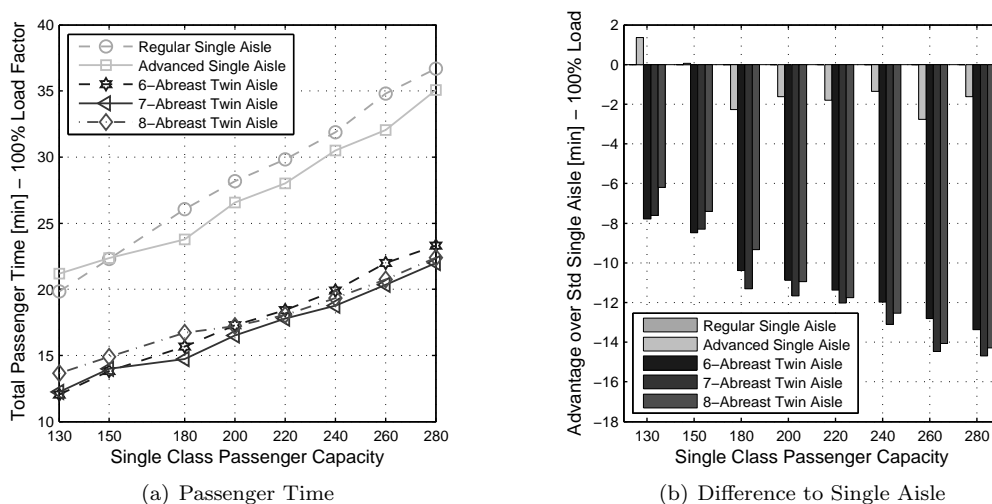 Total Passenger Time [min] − 100% Load Factor
40
35
30
25
20
15
10
Regular Single Aisle
Advanced Single Aisle
6−Abreast Twin Aisle
7−Abreast Twin Aisle
8−Abreast Twin Aisle
130 150 180 200 220 240 260 280
Single Class Passenger Capacity
(a) Passenger Time
Advantage over Std Single Aisle [min] − 100% Load
2
0
−2
−4
−6
−8
−10
−12
−14
−16
−18
Regular Single Aisle
Advanced Single Aisle
6−Abreast Twin Aisle
7−Abreast Twin Aisle
8−Abreast Twin Aisle
130 150 180 200 220 240 260 280
Single Class Passenger Capacity
(b) Difference to Single Aisle